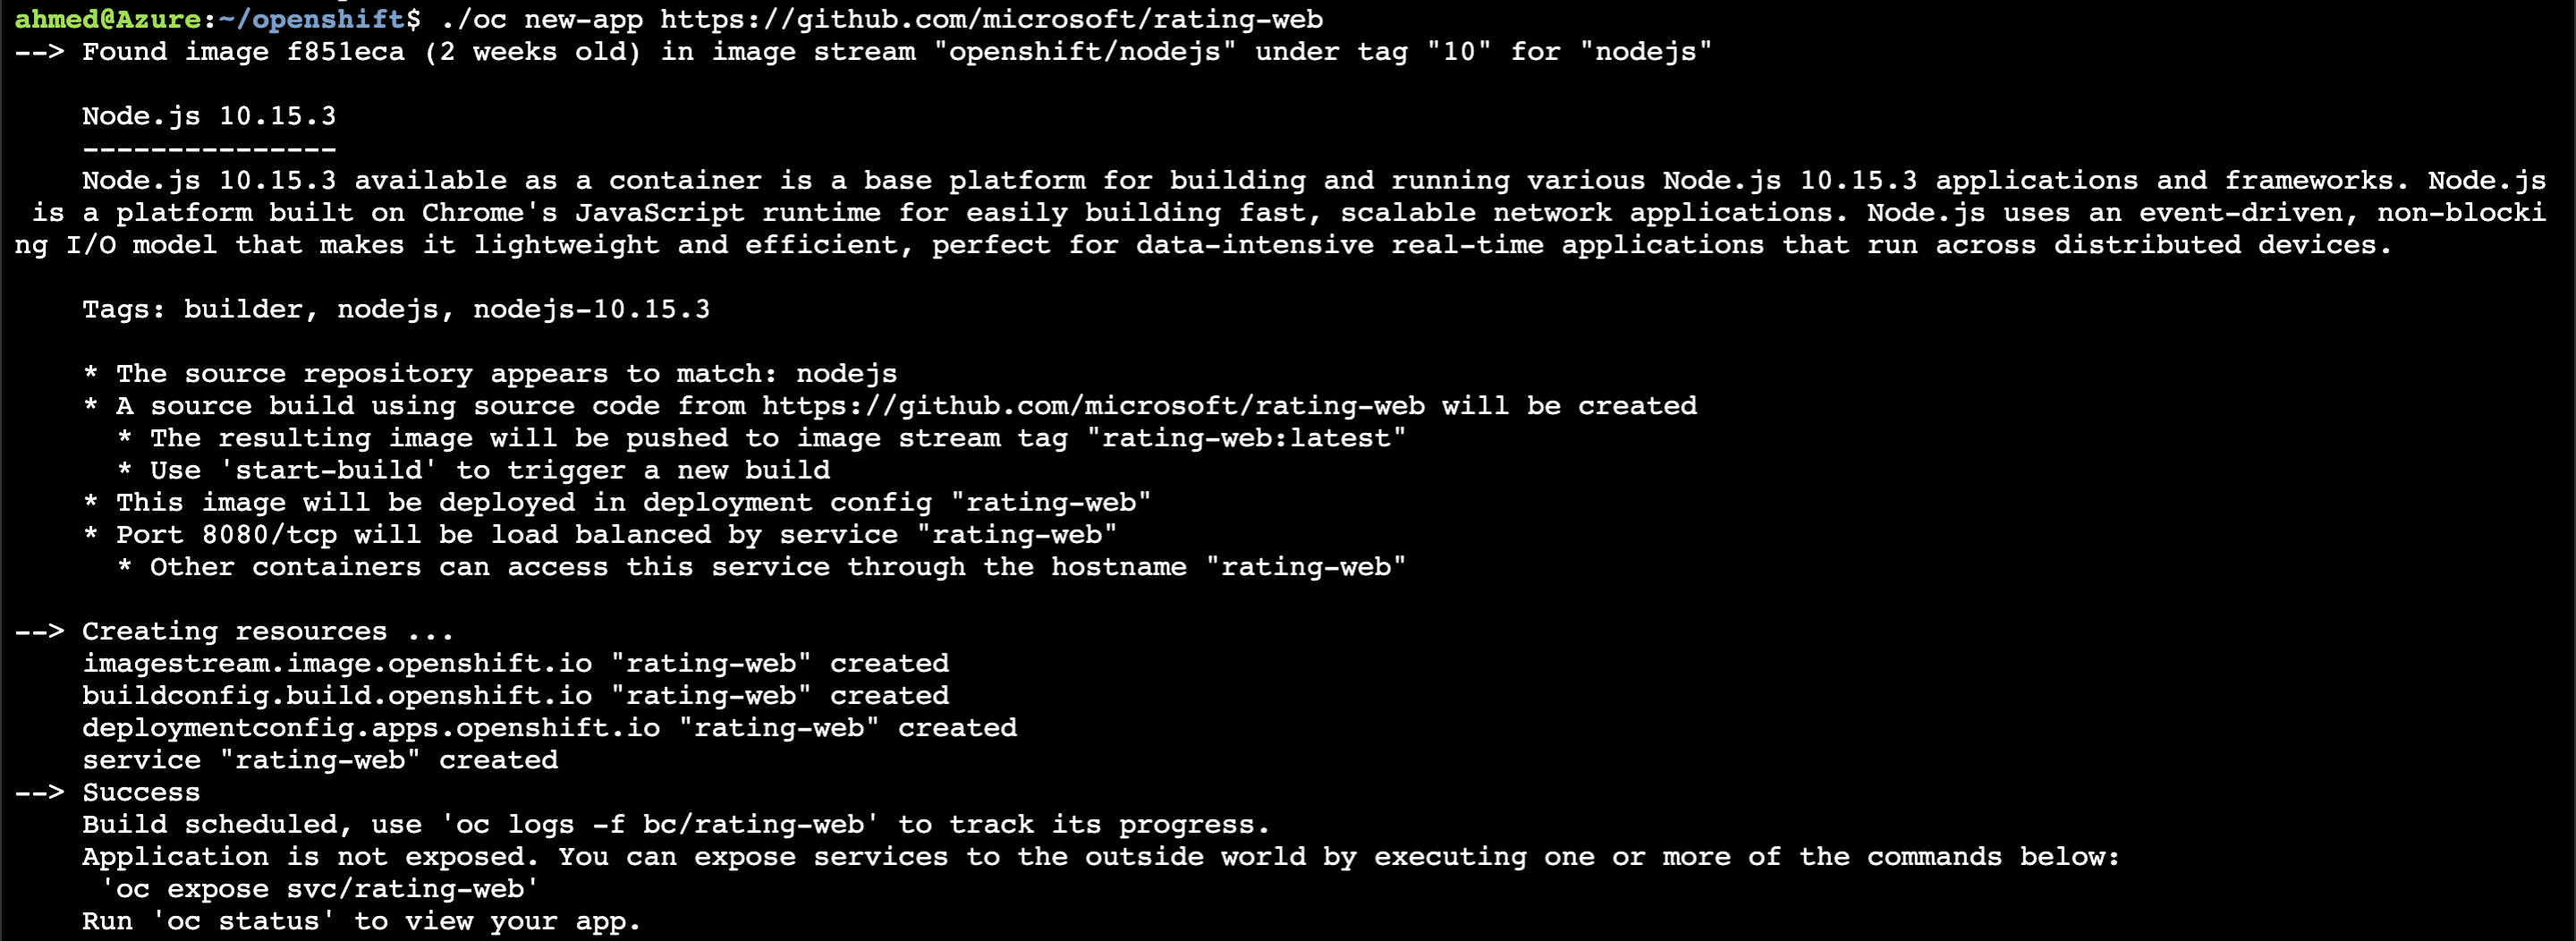 ahmed@Azure:~/openshift$ ./oc new-app https://github.com/microsoft/rating-web
--> Found image f851eca (2 weeks old) in image stream "openshift/nodejs" under tag "10" for "nodejs"
Node.js 10.15.3
---------------
Node.js 10.15.3 available as a container is a base platform for building and running various Node.js 10.15.3 applications and frameworks. Node.js
is a platform built on Chrome's JavaScript runtime for easily building fast, scalable network applications. Node.js uses an event-driven, non-blocki
ng I/O model that makes it lightweight and efficient, perfect for data-intensive real-time applications that run across distributed devices.
Tags: builder, nodejs, nodejs-10.15.3
* The source repository appears to match: nodejs
* A source build using source code from https://github.com/microsoft/rating-web will be created
* The resulting image will be pushed to image stream tag "rating-web:latest"
* Use 'start-build' to trigger a new build
* This image will be deployed in deployment config "rating-web"
* Port 8080/tcp will be load balanced by service "rating-web"
* Other containers can access this service through the hostname "rating-web"
--> Creating resources ...
imagestream.image.openshift.io "rating-web" created
buildconfig.build.openshift.io "rating-web" created
deploymentconfig.apps.openshift.io "rating-web" created
service "rating-web" created
--> Success
Build scheduled, use 'oc logs -f bc/rating-web' to track its progress.
Application is not exposed. You can expose services to the outside world by executing one or more of the commands below:
'oc expose svc/rating-web'
Run 'oc status' to view your app.